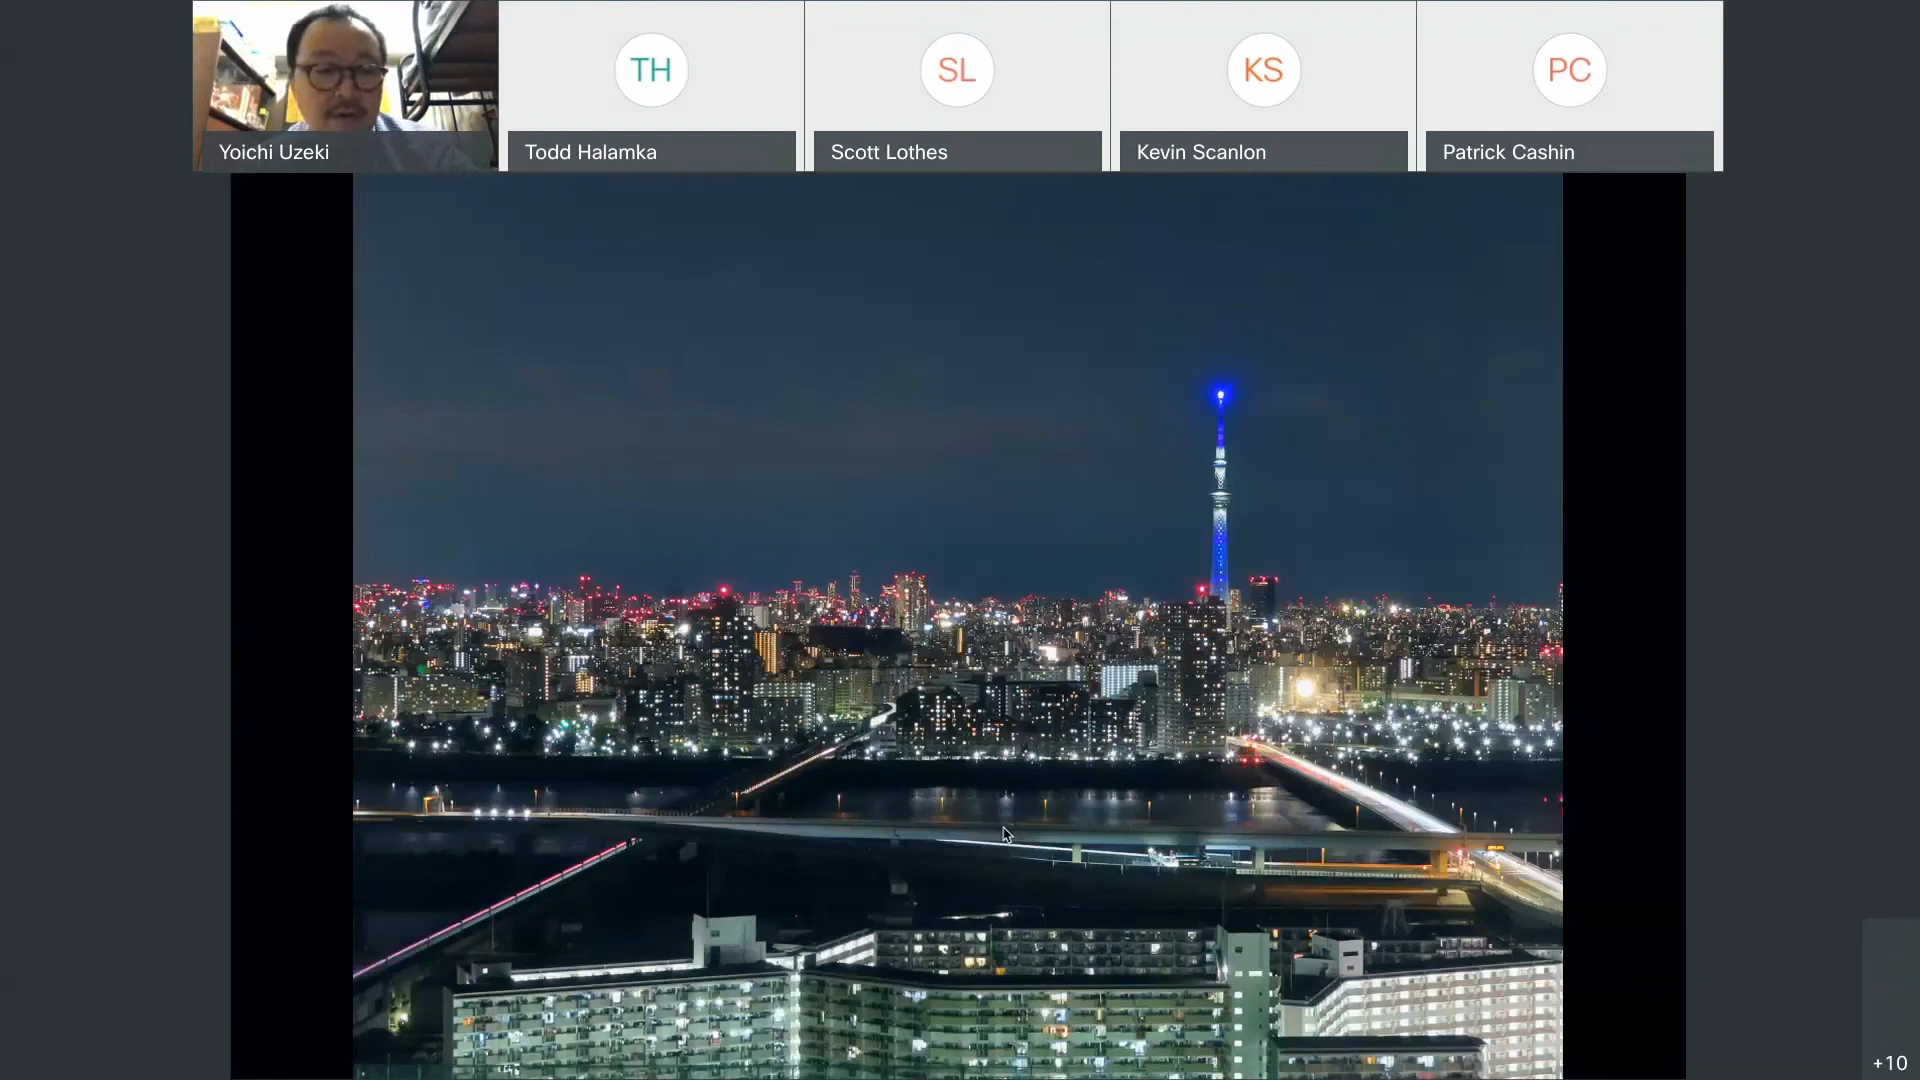 TH
SL
KS
PC
Yoichi Uzeki
Todd Halamka
Scott Lothes
Kevin Scanlon
Patrick Cashin
+10